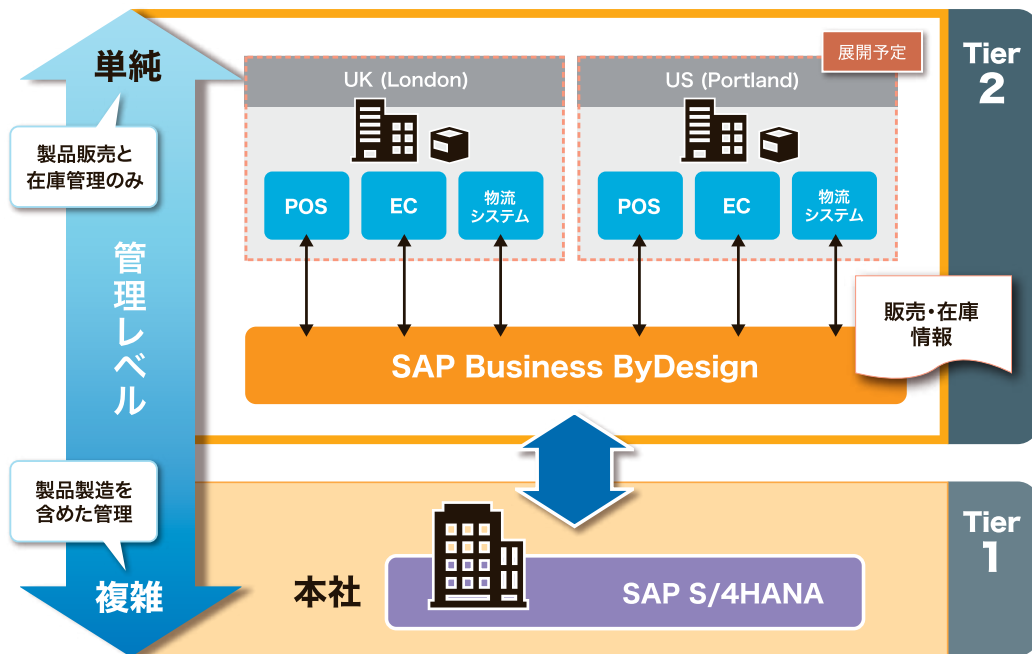 単純
製品販売と
在庫管理のみ
管理レベル
製品製造を
含めた管理
複雑
展開予定
UK (London)
POS
EC
物流
システム
US (Portland)
POS
EC
物流
システム
販売・在庫
情報
SAP Business ByDesign
Tier
2
本社
SAP S/4HANA
Tier
1